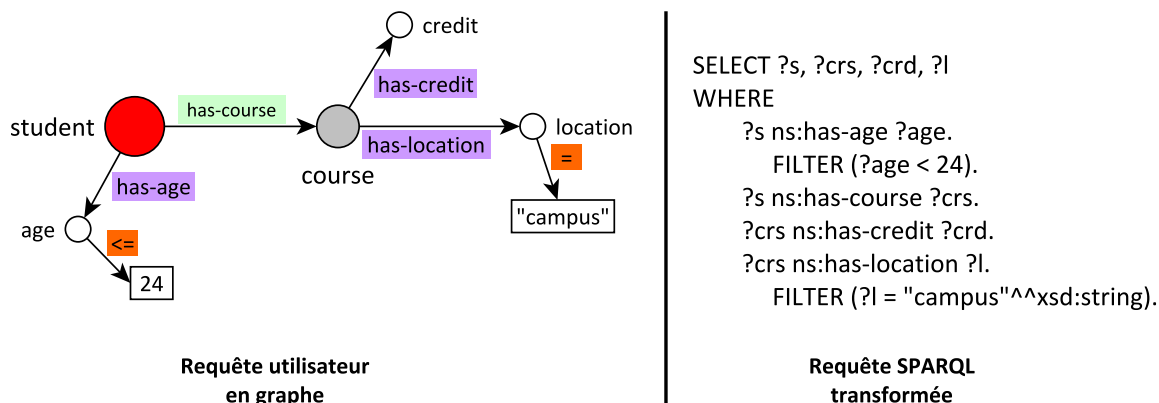 credit
has-credit
has-course
student
location
has-location
=
course
has-age
"campus"
age
<=
24
Requête utilisateur
en graphe
SELECT ?s, ?crs, ?crd, ?l
WHERE
?s ns:has-age ?age.
FILTER (?age < 24).
?s ns:has-course ?crs.
?crs ns:has-credit ?crd.
?crs ns:has-location ?l.
FILTER (?l = "campus"^^xsd:string).
Requête SPARQL
transformée